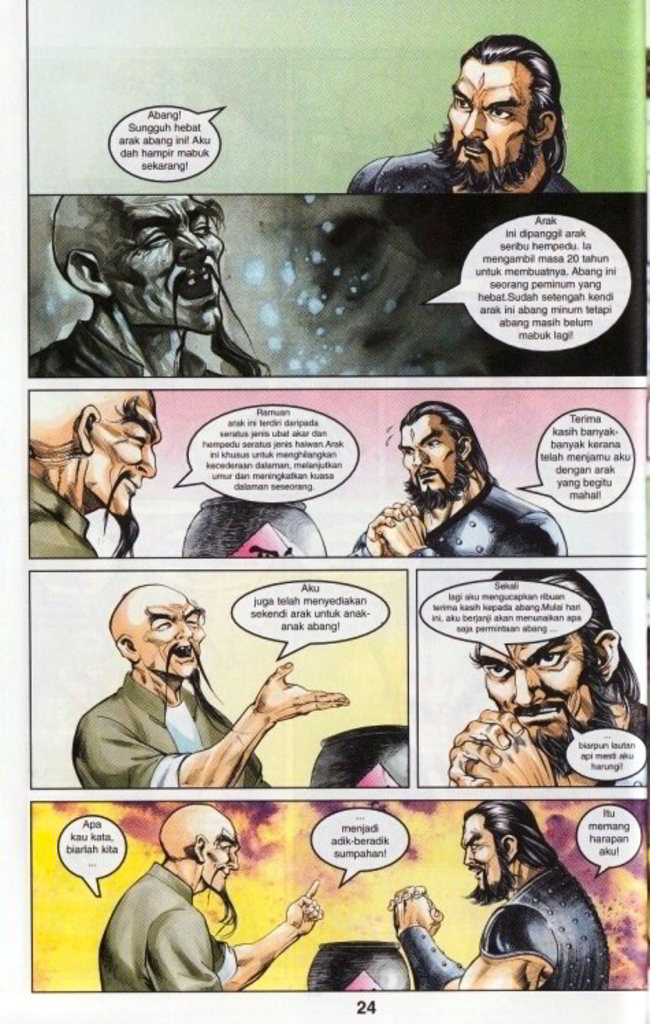 Abang!
Sungguh hebat
arak abang ini! Aku
dah hampir mabuk
sekarang!
Arak
ini dipanggil arak
seribu hempedu. Ia
mengambil masa 20 tahun
untuk membuatnya. Abang ini
seorang peminum yang
hebat.Sudah setengah kendi
arak ini abang minum tetapi
abang masih belum
mabuk lagi!
Ramuan
arak ini terdiri daripada
seratus jenis ubat akar dan
hempedu seratus jenis haiwan.Arak
ini khusus untuk menghilangkan
kecederaan dalaman, melanjutkan
umur dan meningkatkan kuasa
dalaman seseorang.
Terima
kasih banyak-
banyak kerana
telah menjamu aku
dengan arak
yang begitu
mahal!
Aku
juga telah menyediakan
sekendi arak untuk anak-
anak abang!
Sekali
lagi aku mengucapkan ribuan
terima kasih kepada abang.Mulai hari
ini, aku berjanji akan menunaikan apa
saja permintaan abang ...
...
biarpun lautan
api mesti aku
harungi!
Apa
kau kata,
biarlah kita
...
...
menjadi
adik-beradik
sumpahan!
Itu
memang
harapan
aku!
24